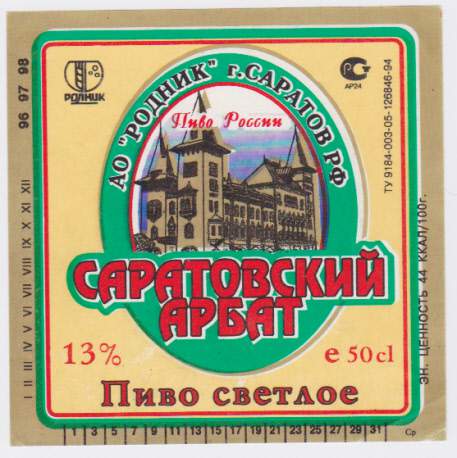 РОДНИК
АО "РОДНИК" г.САРАТОВ РФ
АР24
Пиво России
САРАТОВСКИЙ
АРБАТ
13% е 50cl
Пиво светлое
96 97 98
I II III IV V VI VII VIII IX X XI XII
ТУ 9184-003-05-126846-94
ЭН. ЦЕННОСТЬ 44 ККАЛ/100г.
1 3 5 7 9 11 13 15 17 19 21 23 25 27 29 31
Ср